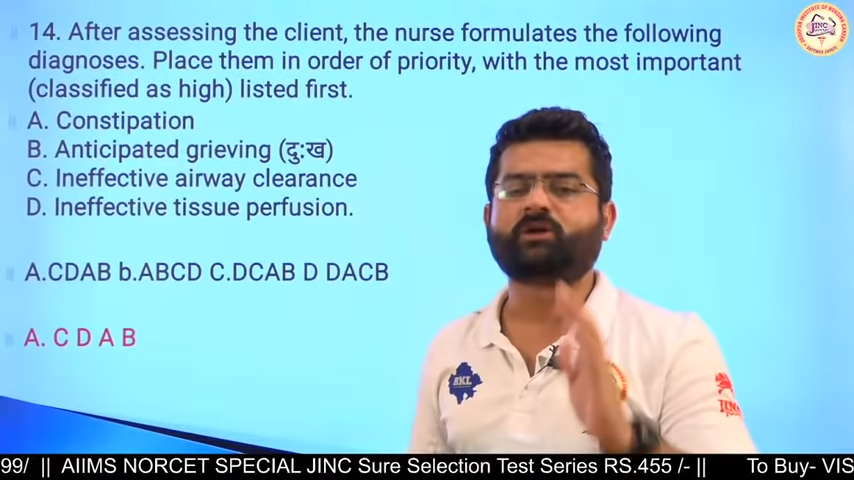 14. After assessing the client, the nurse formulates the following
diagnoses. Place them in order of priority, with the most important
(classified as high) listed first.
A. Constipation
B. Anticipated grieving (दुःख)
C. Ineffective airway clearance
D. Ineffective tissue perfusion.
A.CDAB b.ABCD C.DCAB D DACB
A. C D A B
JINC
99/ || AIIMS NORCET SPECIAL JINC Sure Selection Test Series RS.455 /- || To Buy- VIS